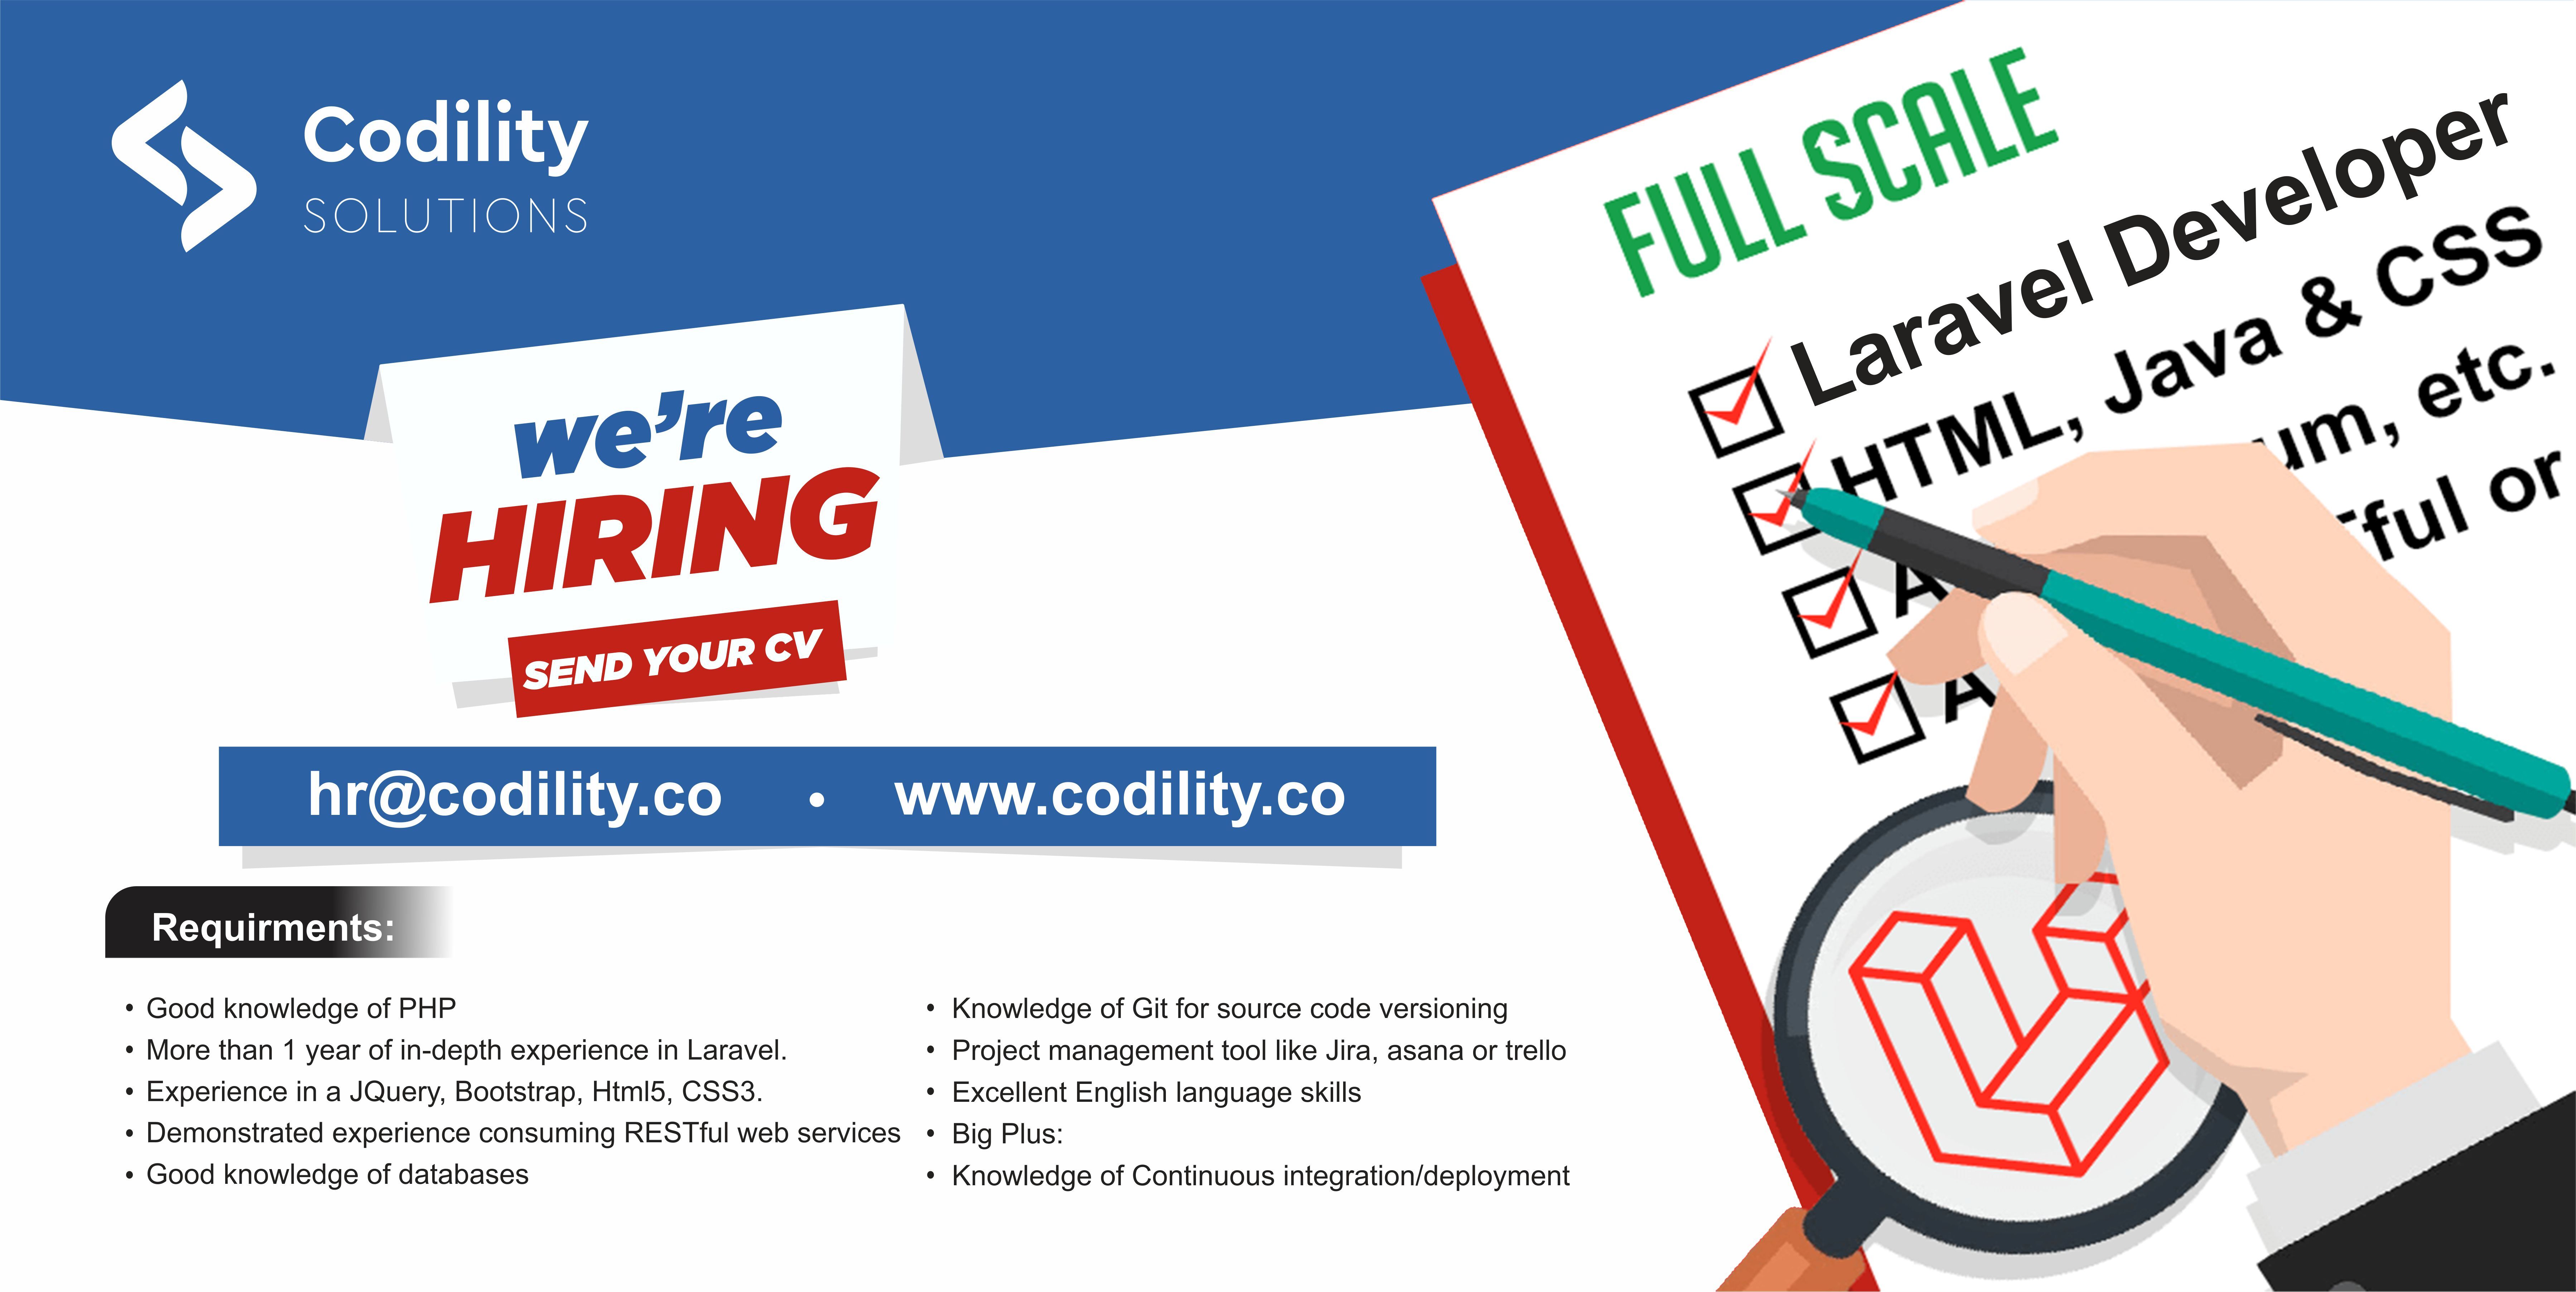 Codility
SOLUTIONS
we're
HIRING
SEND YOUR CV
hr@codility.co • www.codility.co
Requirments:
• Good knowledge of PHP
• More than 1 year of in-depth experience in Laravel.
• Experience in a JQuery, Bootstrap, Html5, CSS3.
• Demonstrated experience consuming RESTful web services
• Good knowledge of databases
• Knowledge of Git for source code versioning
• Project management tool like Jira, asana or trello
• Excellent English language skills
• Big Plus:
• Knowledge of Continuous integration/deployment
FULL SCALE
Laravel Developer
HTML, Java & CSS
etc.
or